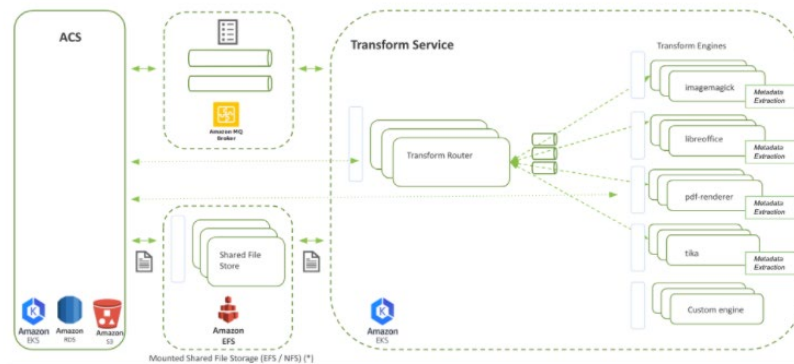 ACS
Transform Service
Transform Engines
imagemagick
Metadata
Extraction
Amazon MQ
Broker
libreoffice
Metadata
Extraction
Transform Router
pdf-renderer
Metadata
Extraction
Shared File
Store
tika
Metadata
Extraction
Custom engine
Amazon
EKS
Amazon
RDS
Amazon
S3
Amazon
EFS
Amazon
EKS
Mounted Shared File Storage (EFS / NFS) (*)